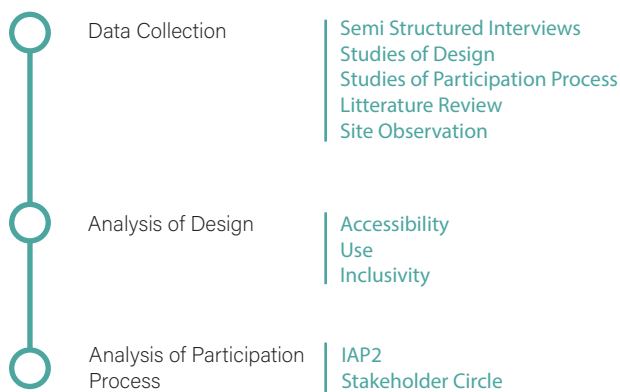 Data Collection
Semi Structured Interviews
Studies of Design
Studies of Participation Process
Litterature Review
Site Observation
Analysis of Design
Accessibility
Use
Inclusivity
Analysis of Participation
Process
IAP2
Stakeholder Circle